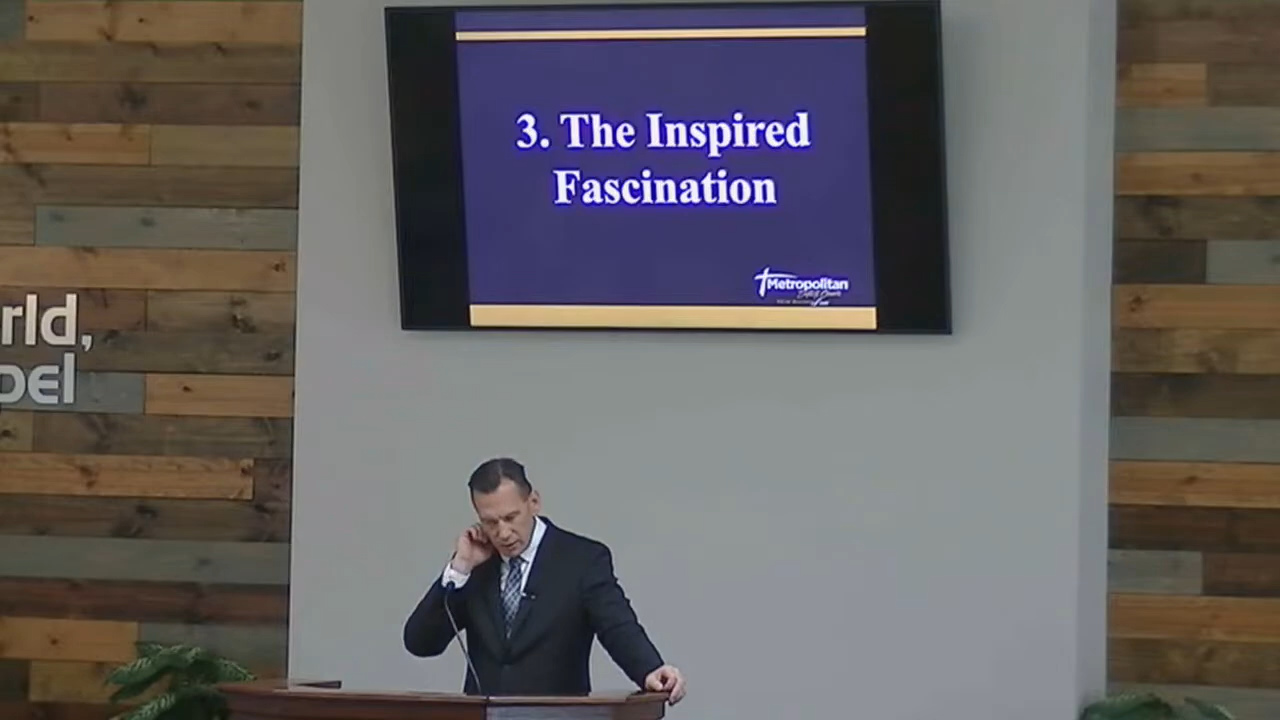 3. The Inspired
Fascination
Metropolitan
rld,
pel